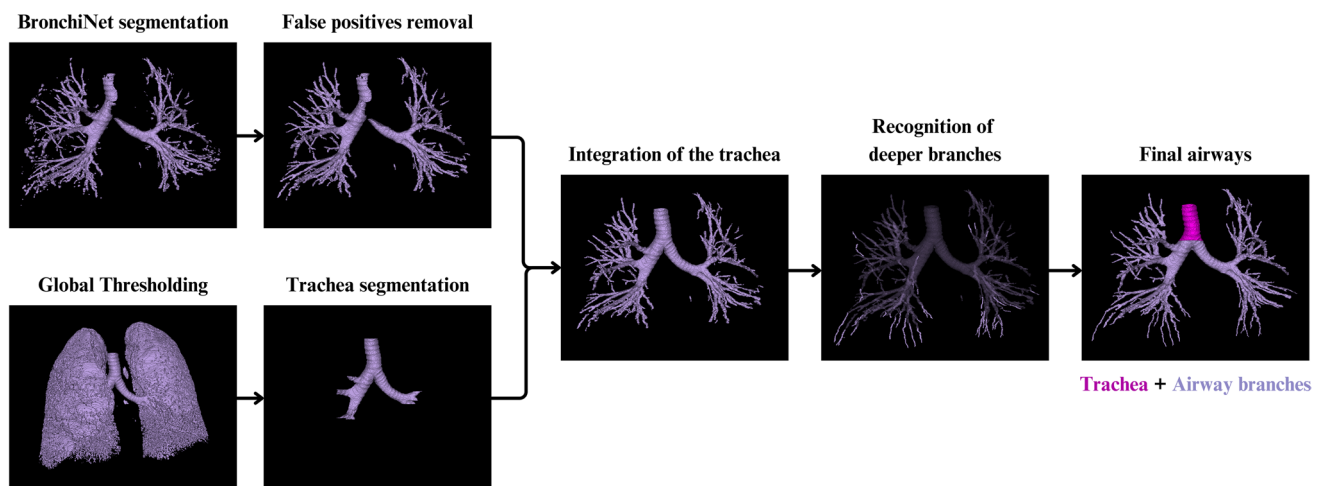 BronchiNet segmentation
False positives removal
Global Thresholding
Trachea segmentation
Integration of the trachea
Recognition of
deeper branches
Final airways
Trachea + Airway branches